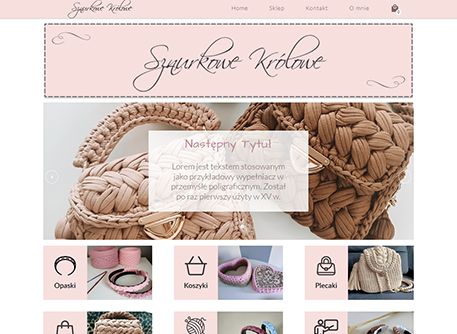 Sznurkowe Królowe
Home Sklep Kontakt O mnie
Sznurkowe Królowe
Następny Tytuł
Lorem jest tekstem stosowanym
jako przykładowy wypełniacz w
przemyśle poligraficznym. Został
po raz pierwszy użyty w XV w.
Opaski
Koszyki
Plecaki